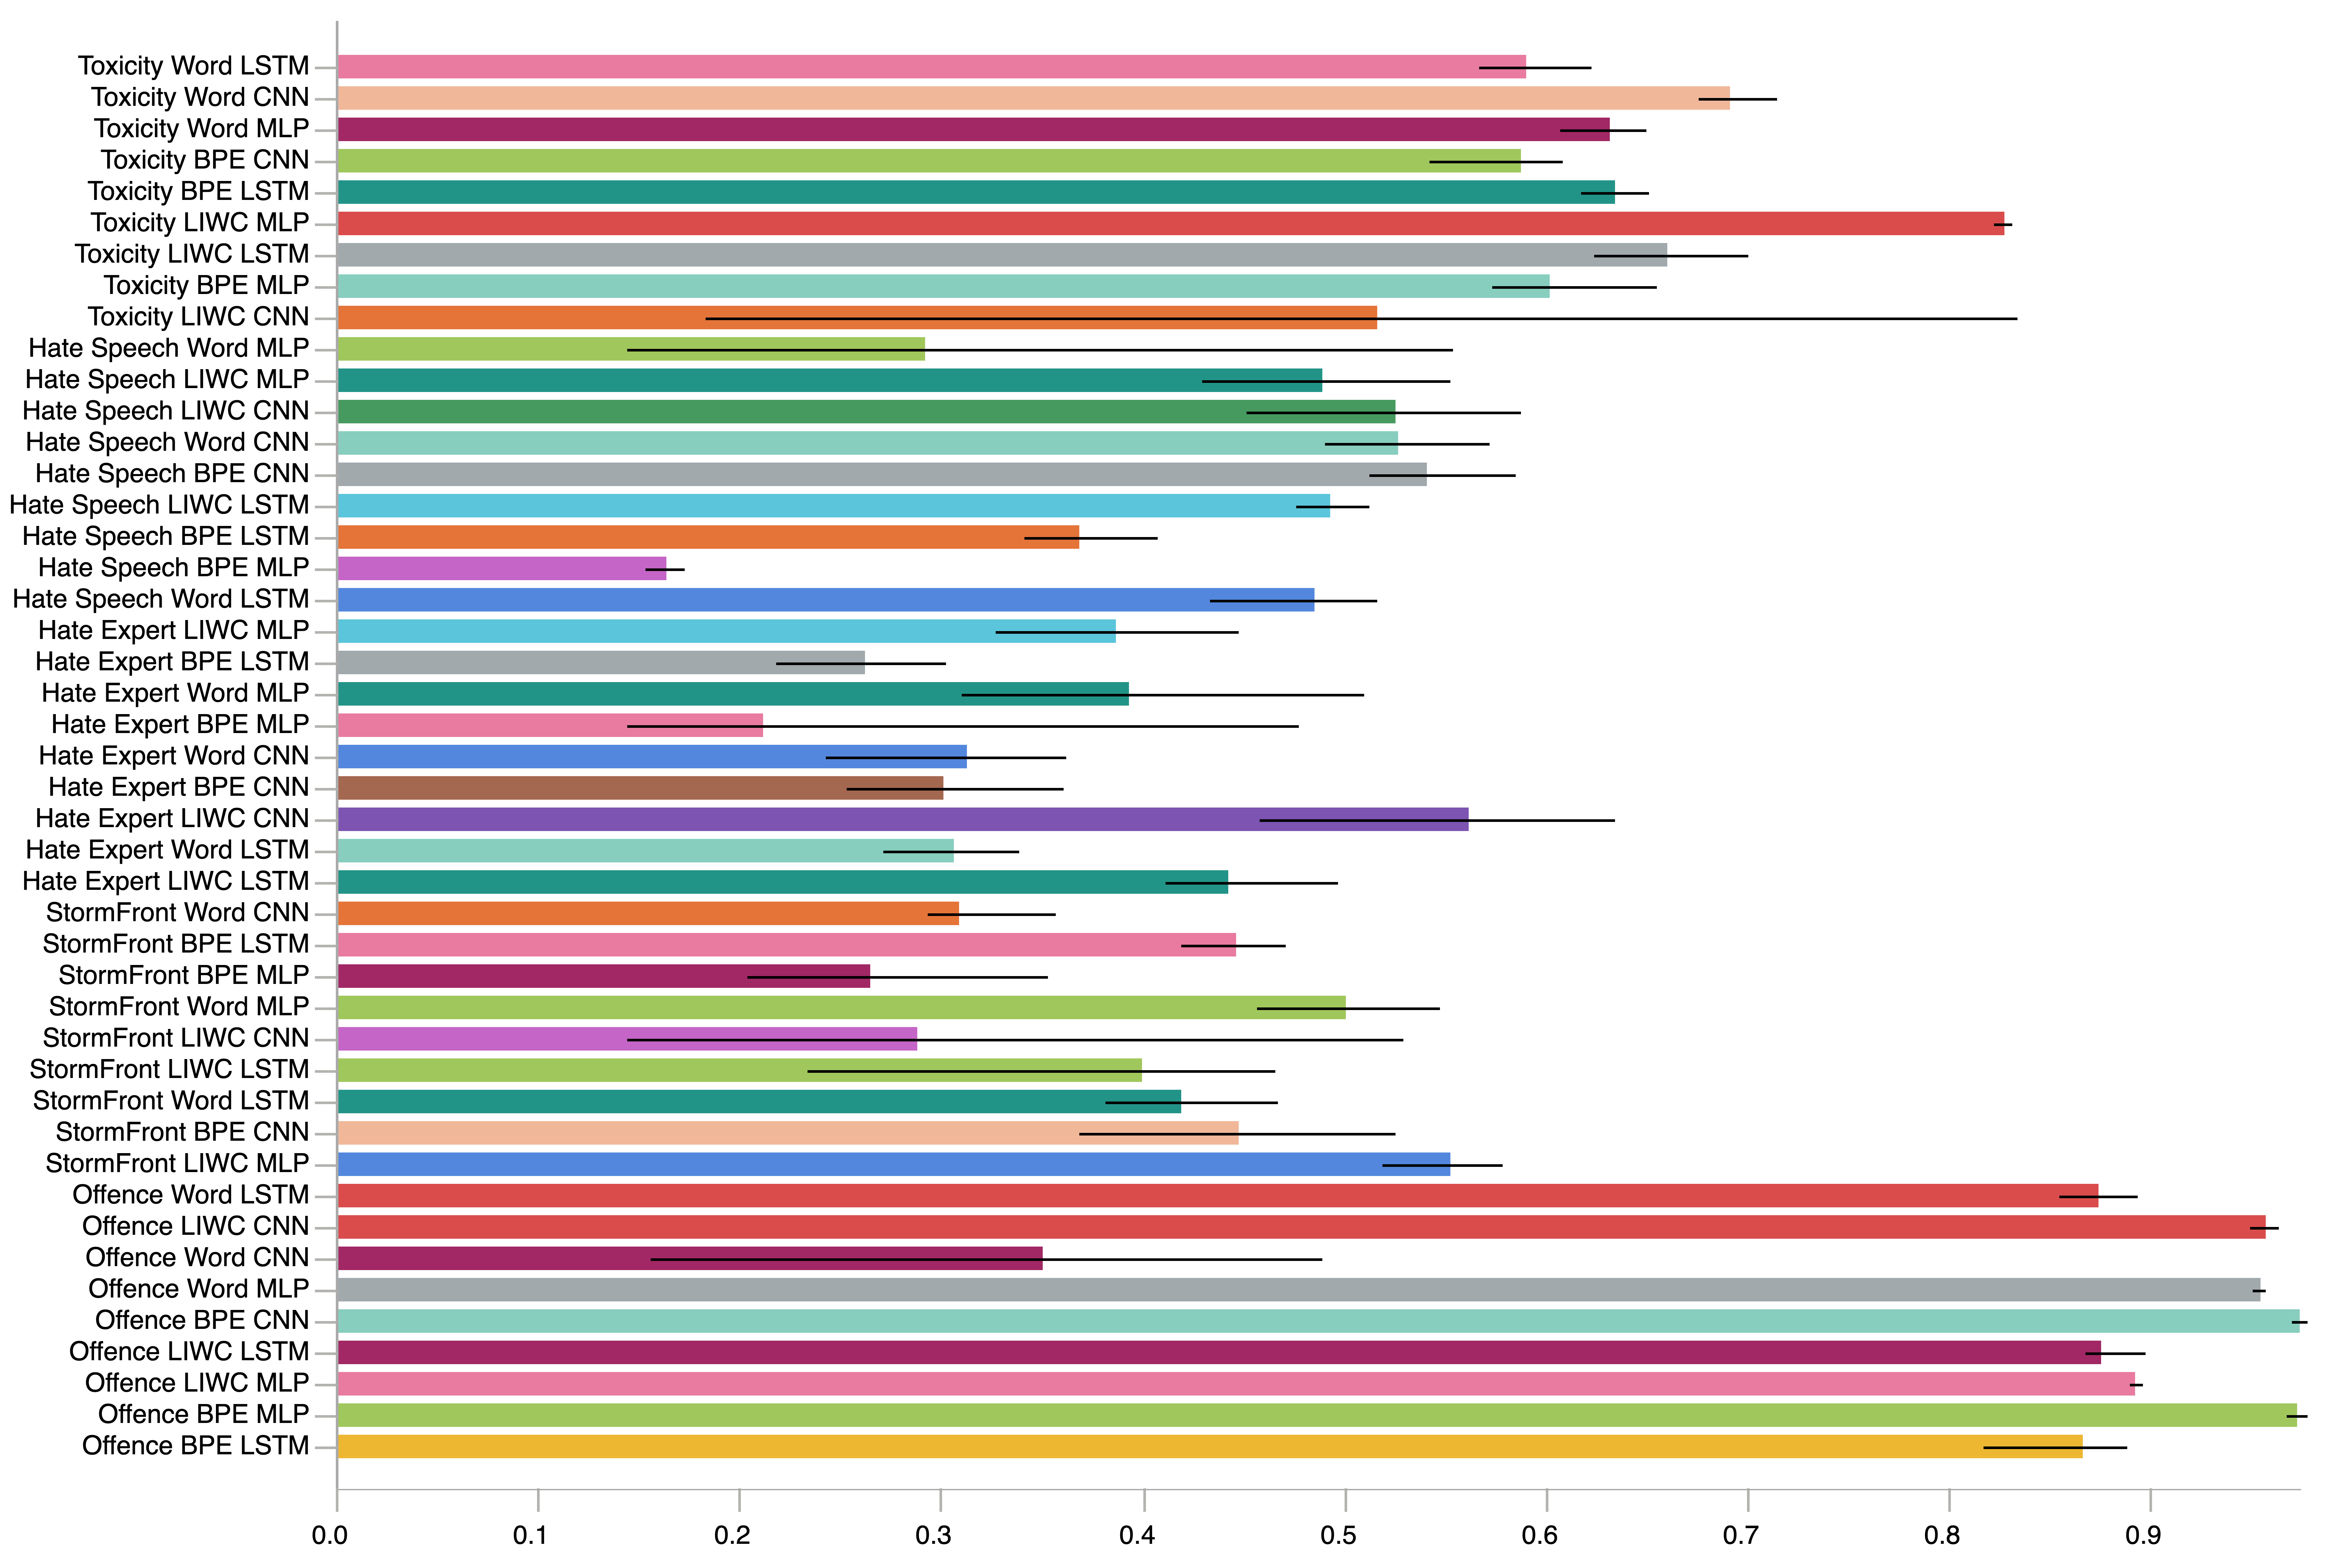 Toxicity Word LSTM
Toxicity Word CNN
Toxicity Word MLP
Toxicity BPE CNN
Toxicity BPE LSTM
Toxicity LIWC MLP
Toxicity LIWC LSTM
Toxicity BPE MLP
Toxicity LIWC CNN
Hate Speech Word MLP
Hate Speech LIWC MLP
Hate Speech LIWC CNN
Hate Speech Word CNN
Hate Speech BPE CNN
Hate Speech LIWC LSTM
Hate Speech BPE LSTM
Hate Speech BPE MLP
Hate Speech Word LSTM
Hate Expert LIWC MLP
Hate Expert BPE LSTM
Hate Expert Word MLP
Hate Expert BPE MLP
Hate Expert Word CNN
Hate Expert BPE CNN
Hate Expert LIWC CNN
Hate Expert Word LSTM
Hate Expert LIWC LSTM
StormFront Word CNN
StormFront BPE LSTM
StormFront BPE MLP
StormFront Word MLP
StormFront LIWC CNN
StormFront LIWC LSTM
StormFront Word LSTM
StormFront BPE CNN
StormFront LIWC MLP
Offence Word LSTM
Offence LIWC CNN
Offence Word CNN
Offence Word MLP
Offence BPE CNN
Offence LIWC LSTM
Offence LIWC MLP
Offence BPE MLP
Offence BPE LSTM
0.0 0.1 0.2 0.3 0.4 0.5 0.6 0.7 0.8 0.9